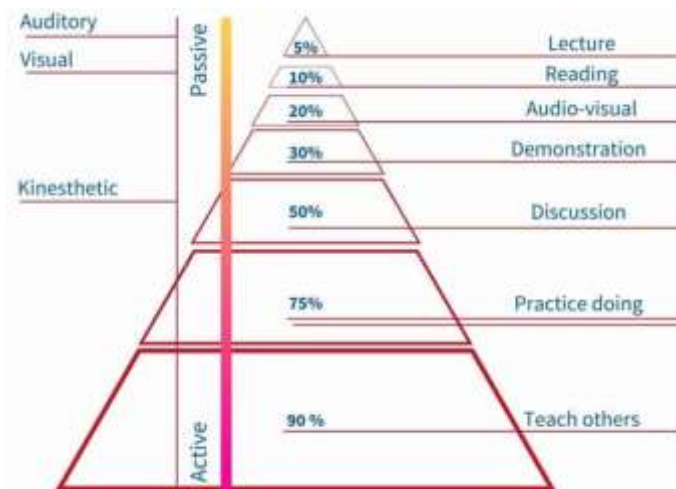 Auditory
Visual
Kinesthetic
Passive
Active
5% Lecture
10% Reading
20% Audio-visual
30% Demonstration
50% Discussion
75% Practice doing
90 % Teach others